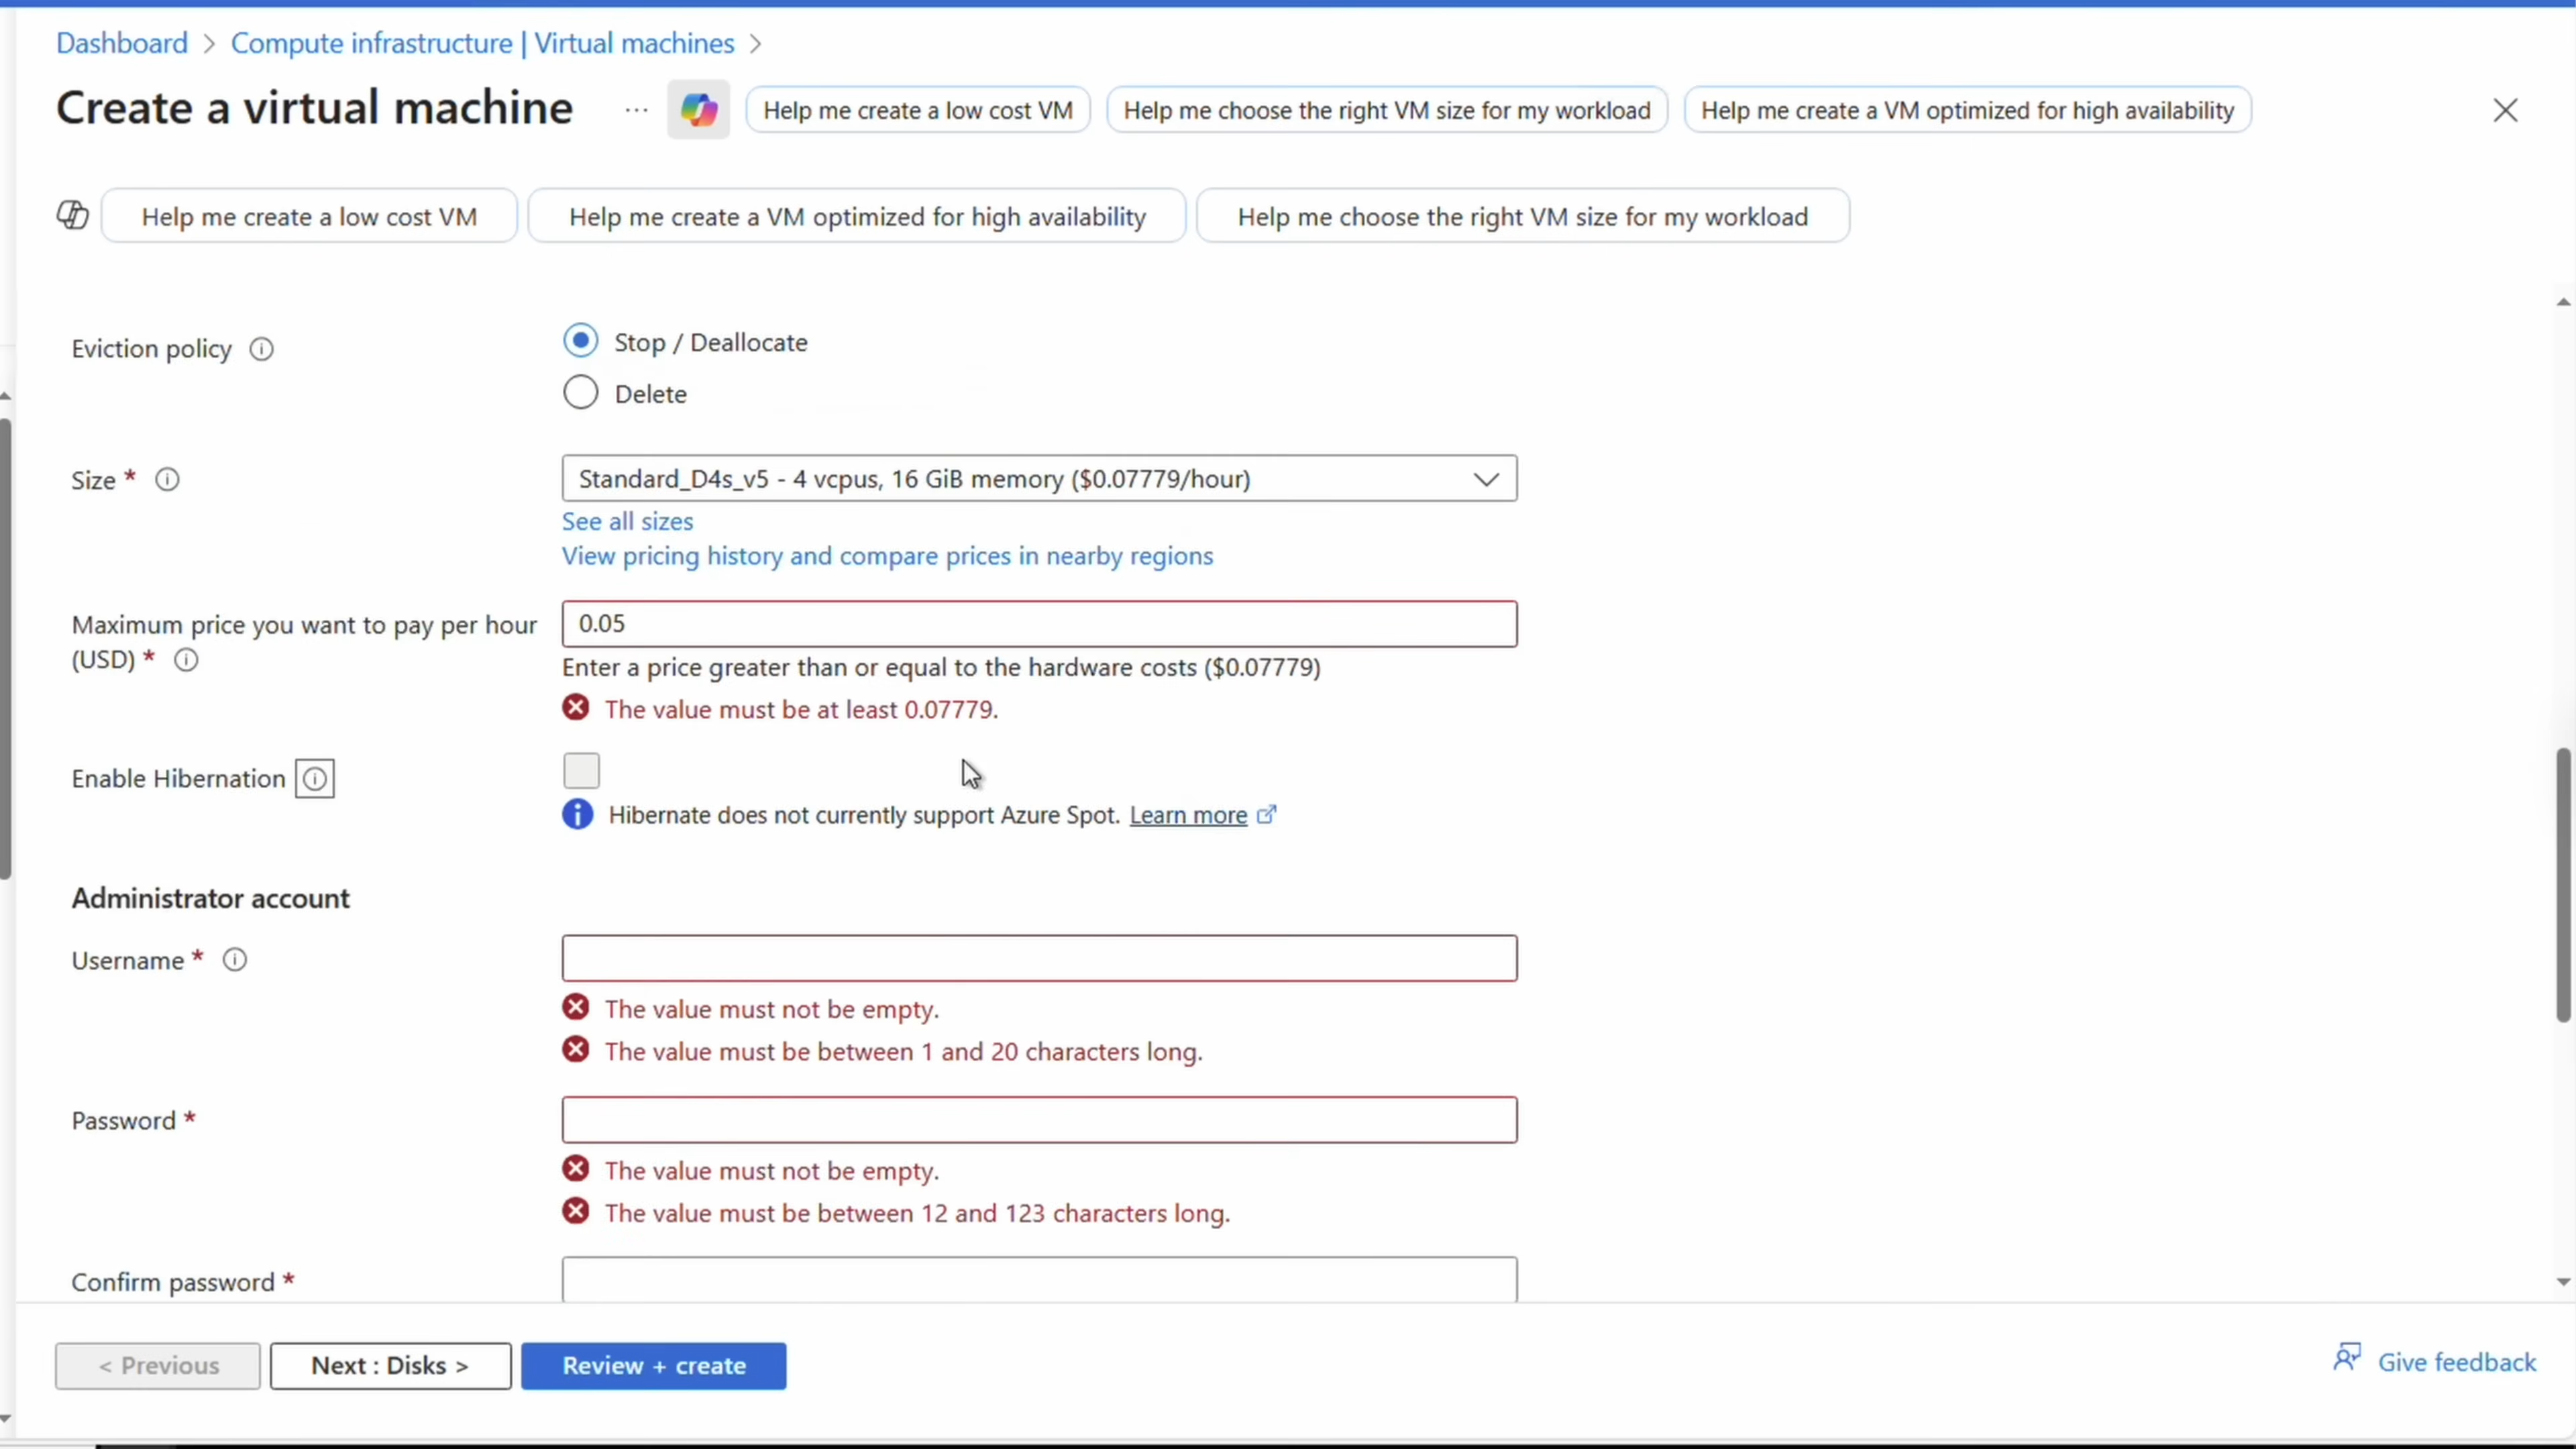 Dashboard > Compute infrastructure | Virtual machines >
Create a virtual machine ... Help me create a low cost VM Help me choose the right VM size for my workload Help me create a VM optimized for high availability
Help me create a low cost VM Help me create a VM optimized for high availability Help me choose the right VM size for my workload
Eviction policy Stop / Deallocate
Delete
Size * Standard_D4s_v5 - 4 vcpus, 16 GiB memory ($0.07779/hour)
See all sizes
View pricing history and compare prices in nearby regions
Maximum price you want to pay per hour 0.05
(USD) * Enter a price greater than or equal to the hardware costs ($0.07779)
The value must be at least 0.07779.
Enable Hibernation
Hibernate does not currently support Azure Spot. Learn more
Administrator account
Username *
The value must not be empty.
The value must be between 1 and 20 characters long.
Password *
The value must not be empty.
The value must be between 12 and 123 characters long.
Confirm password *
< Previous Next : Disks > Review + create Give feedback